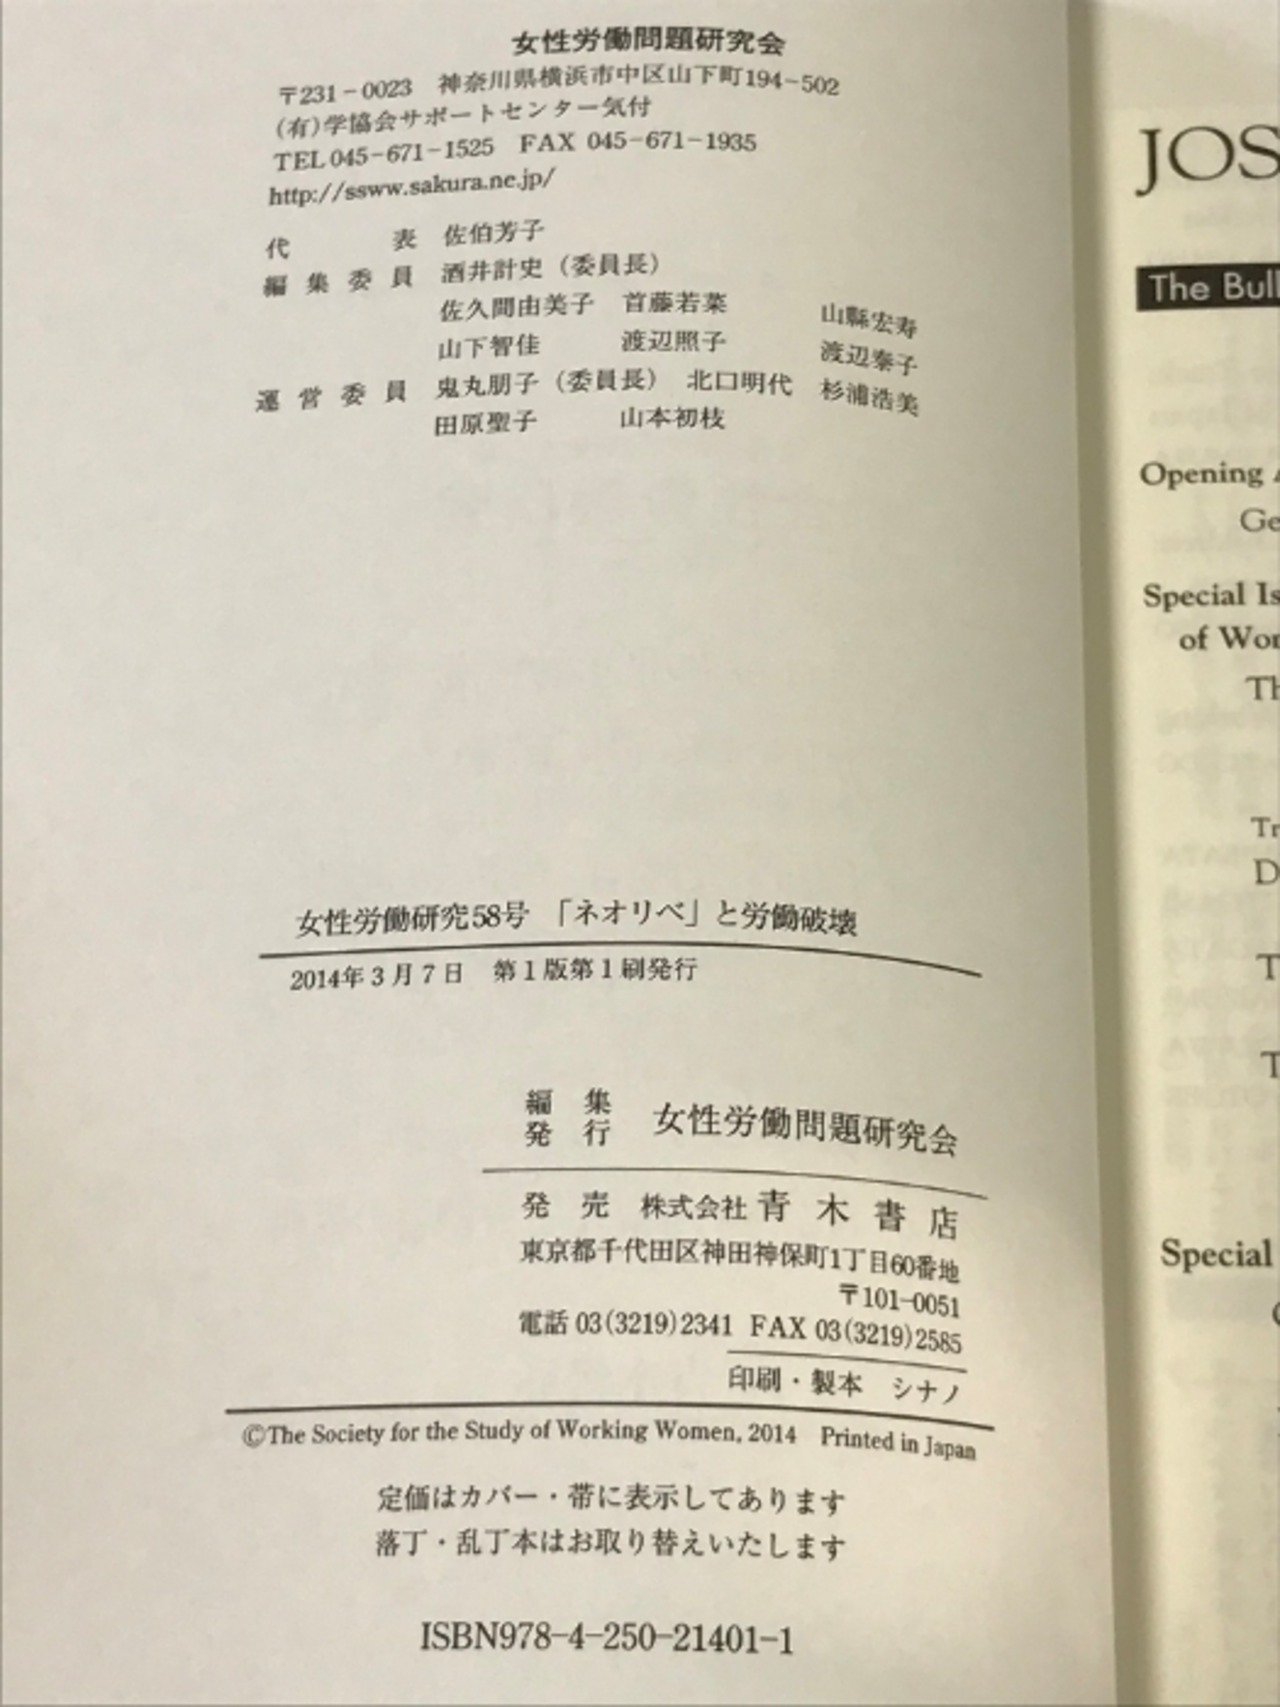 女性労働問題研究会
〒231-0023　神奈川県横浜市中区山下町194-502
(有)学協会サポートセンター気付
TEL 045-671-1525　FAX 045-671-1935
http://ssww.sakura.ne.jp/
代表　佐伯芳子
編集委員　酒井計史（委員長）
佐久間由美子　首藤若菜　山縣宏寿
山下智佳　渡辺照子　渡辺泰子
運営委員　鬼丸朋子（委員長）　北口明代　杉浦浩美
田原聖子　山本初枝
女性労働研究58号　「ネオリベ」と労働破壊
2014年3月7日　第1版第1刷発行
編集
発行　女性労働問題研究会
発売　株式会社青木書店
東京都千代田区神田神保町1丁目60番地
〒101-0051
電話 03(3219)2341　FAX 03(3219)2585
印刷・製本　シナノ
©The Society for the Study of Working Women, 2014　Printed in Japan
定価はカバー・帯に表示してあります
落丁・乱丁本はお取り替えいたします
ISBN978-4-250-21401-1
JOS
The Bull
Opening
Ge
Special Is
of Wor
Th
Tr
D
T
T
Special